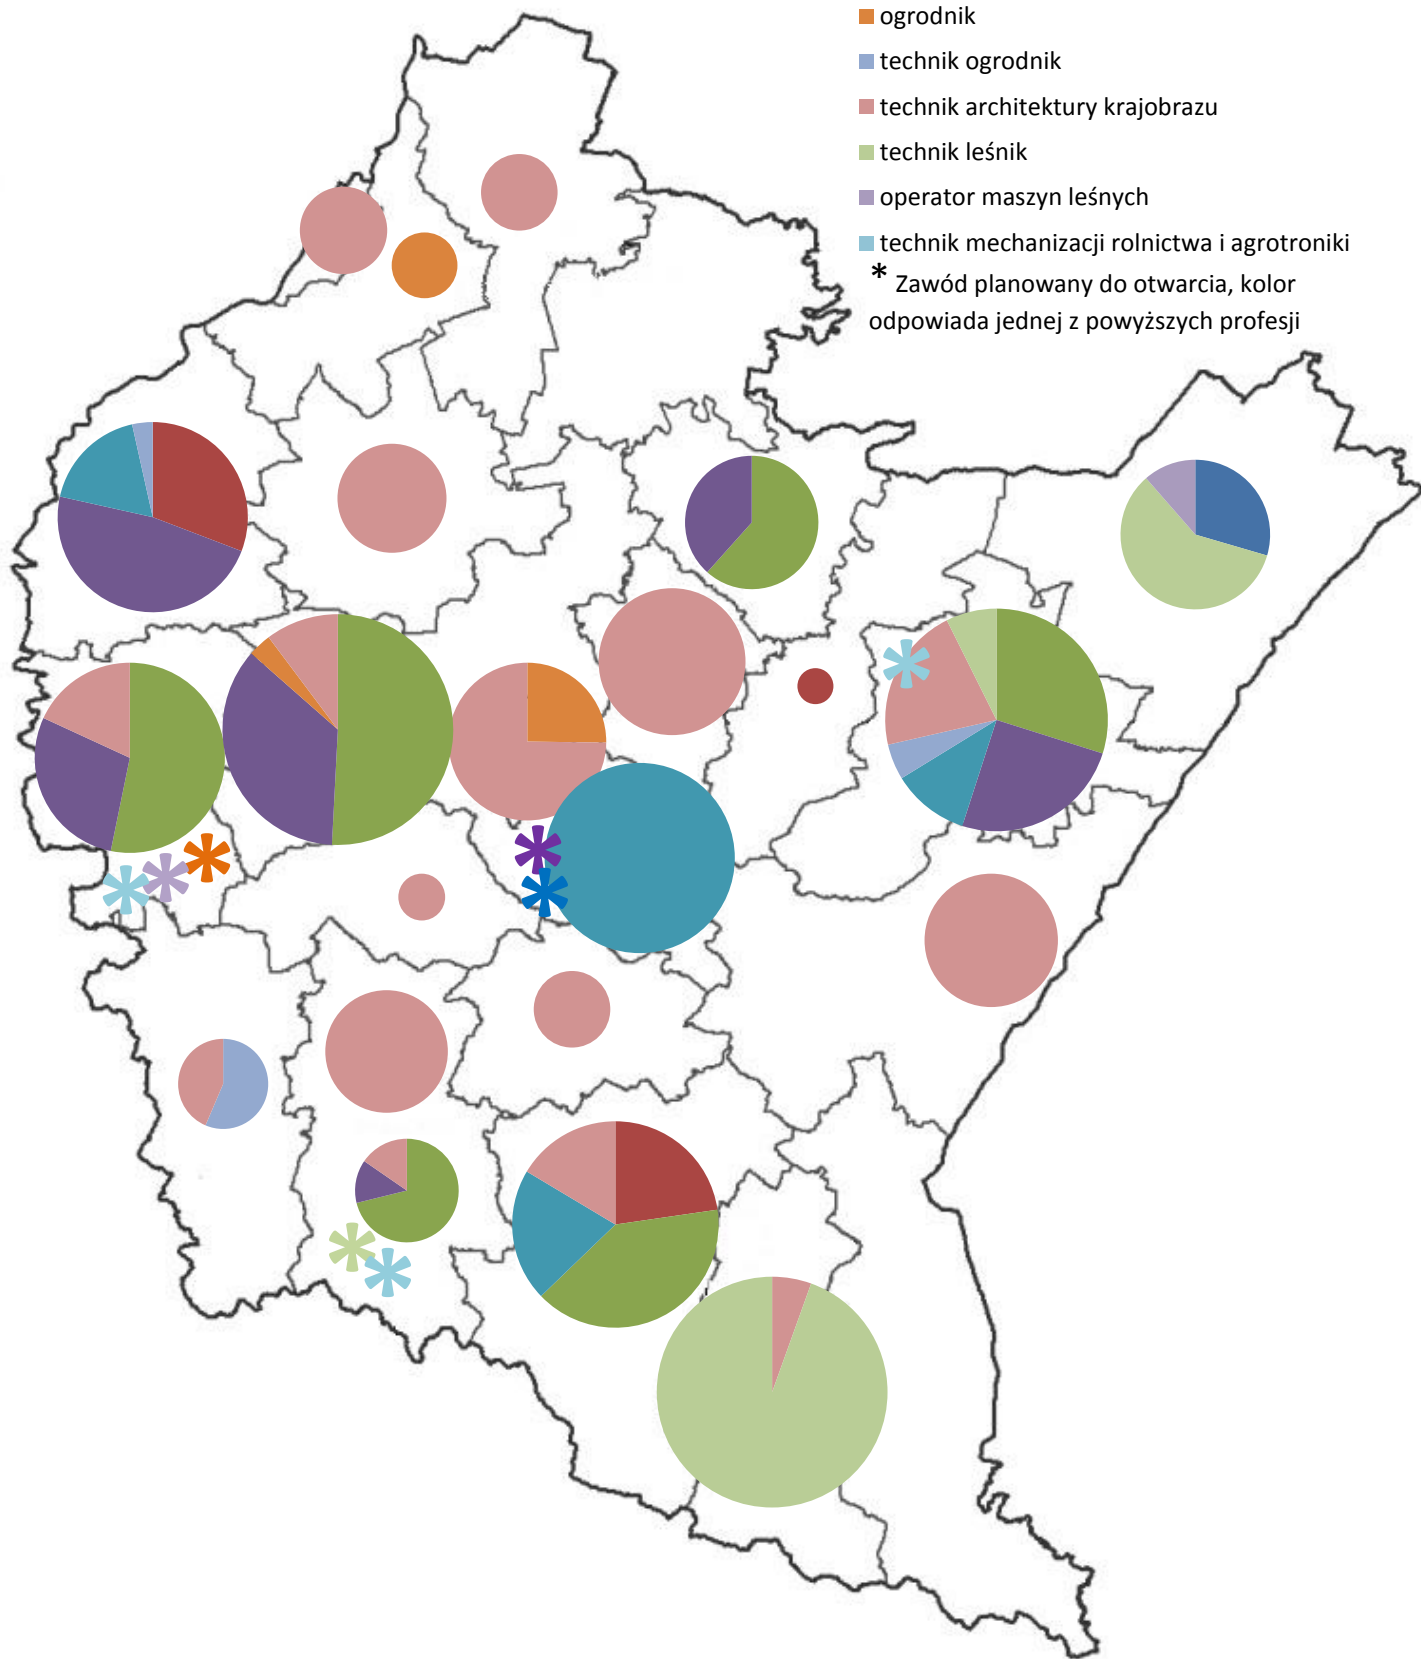 ogrodnik
technik ogrodnik
technik architektury krajobrazu
technik leśnik
operator maszyn leśnych
technik mechanizacji rolnictwa i agrotroniki
* Zawód planowany do otwarcia, kolor
odpowiada jednej z powyższych profesji